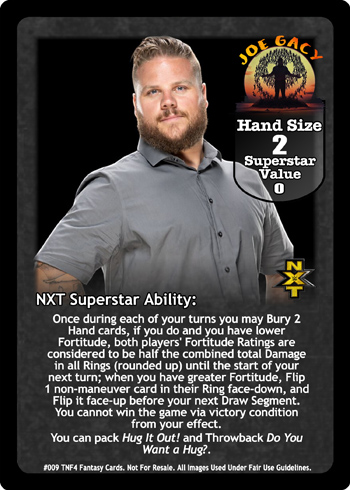 JOE GACY
Hand Size
2
Superstar
Value
0
NXT
NXT Superstar Ability:
Once during each of your turns you may Bury 2
Hand cards, if you do and you have lower
Fortitude, both players' Fortitude Ratings are
considered to be half the combined total Damage
in all Rings (rounded up) until the start of your
next turn; when you have greater Fortitude, Flip
1 non-maneuver card in their Ring face-down, and
Flip it face-up before your next Draw Segment.
You cannot win the game via victory condition
from your effect.
You can pack Hug It Out! and Throwback Do You
Want a Hug?.
#009 TNF4 Fantasy Cards. Not For Resale. All Images Used Under Fair Use Guidelines.